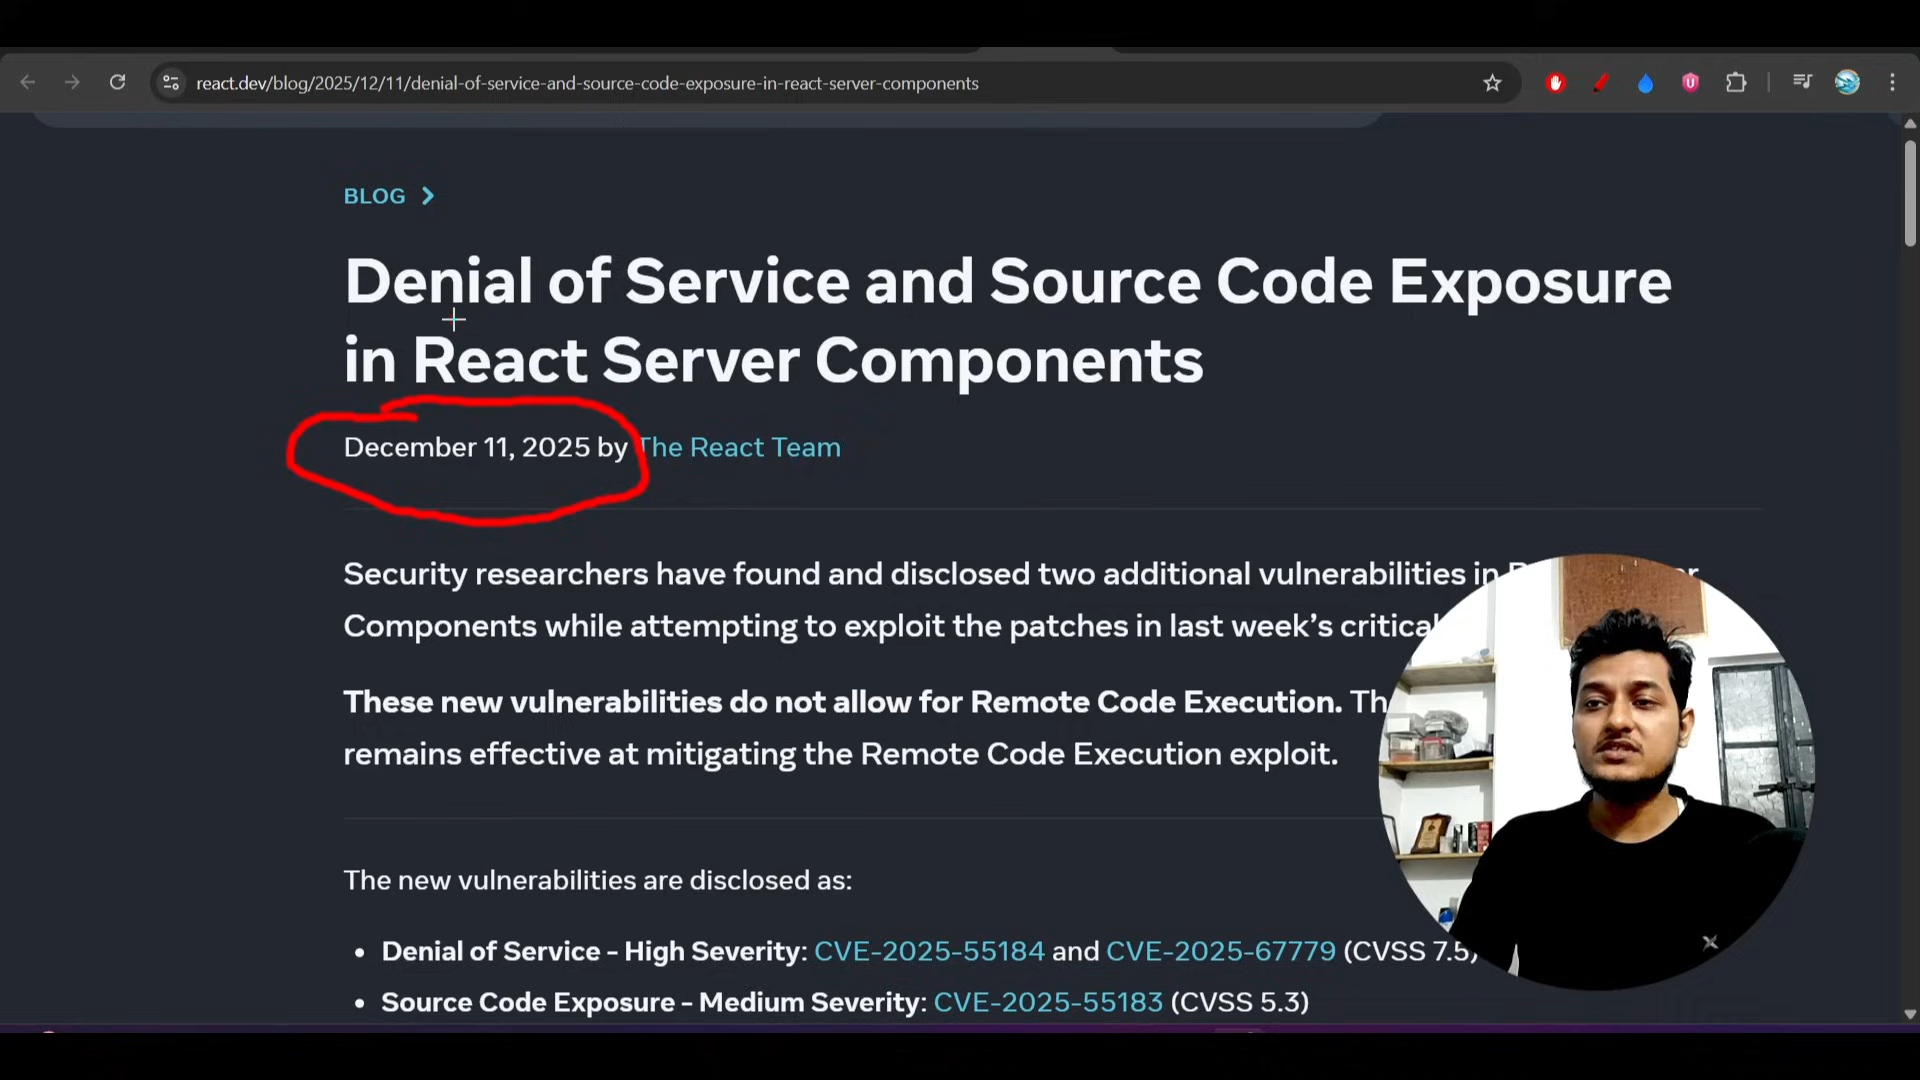 react.dev/blog/2025/12/11/denial-of-service-and-source-code-exposure-in-react-server-components
BLOG
Denial of Service and Source Code Exposure
in React Server Components
December 11, 2025 by The React Team
Security researchers have found and disclosed two additional vulnerabilities in
Components while attempting to exploit the patches in last week’s critical
These new vulnerabilities do not allow for Remote Code Execution.
remains effective at mitigating the Remote Code Execution exploit.
The new vulnerabilities are disclosed as:
• Denial of Service - High Severity: CVE-2025-55184 and CVE-2025-67779 (CVSS 7.5)
• Source Code Exposure - Medium Severity: CVE-2025-55183 (CVSS 5.3)